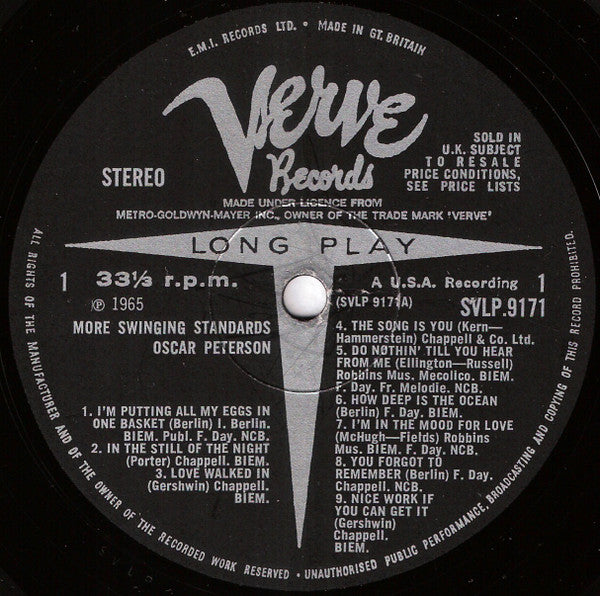 E.M.I. RECORDS LTD. • MADE IN GT. BRITAIN
Verve
Records
STEREO
SOLD IN
U.K. SUBJECT
TO RESALE
PRICE CONDITIONS,
SEE PRICE LISTS
MADE UNDER LICENCE FROM
METRO-GOLDWYN-MAYER INC., OWNER OF THE TRADE MARK 'VERVE'
LONG PLAY
1 33⅓ r.p.m.
℗ 1965
A U.S.A. Recording 1
(SVLP 9171A) SVLP.9171
MORE SWINGING STANDARDS
OSCAR PETERSON
1. I'M PUTTING ALL MY EGGS IN
ONE BASKET (Berlin) I. Berlin.
BIEM. Publ. F. Day. NCB.
2. IN THE STILL OF THE NIGHT
(Porter) Chappell. BIEM.
3. LOVE WALKED IN
(Gershwin) Chappell.
BIEM.
4. THE SONG IS YOU (Kern—
Hammerstein) Chappell & Co. Ltd.
5. DO NOTHIN' TILL YOU HEAR
FROM ME (Ellington—Russell)
Robbins Mus. Mecolico. BIEM.
F. Day. Fr. Melodie. NCB.
6. HOW DEEP IS THE OCEAN
(Berlin) F. Day. BIEM.
7. I'M IN THE MOOD FOR LOVE
(McHugh—Fields) Robbins
Mus. BIEM. F. Day. NCB.
8. YOU FORGOT TO
REMEMBER (Berlin) F. Day.
Chappell. NCB.
9. NICE WORK IF
YOU CAN GET IT
(Gershwin)
Chappell.
BIEM.
ALL RIGHTS OF THE MANUFACTURER AND OF THE OWNER OF THE RECORDED WORK RESERVED • UNAUTHORISED PUBLIC PERFORMANCE, BROADCASTING AND COPYING OF THIS RECORD PROHIBITED.